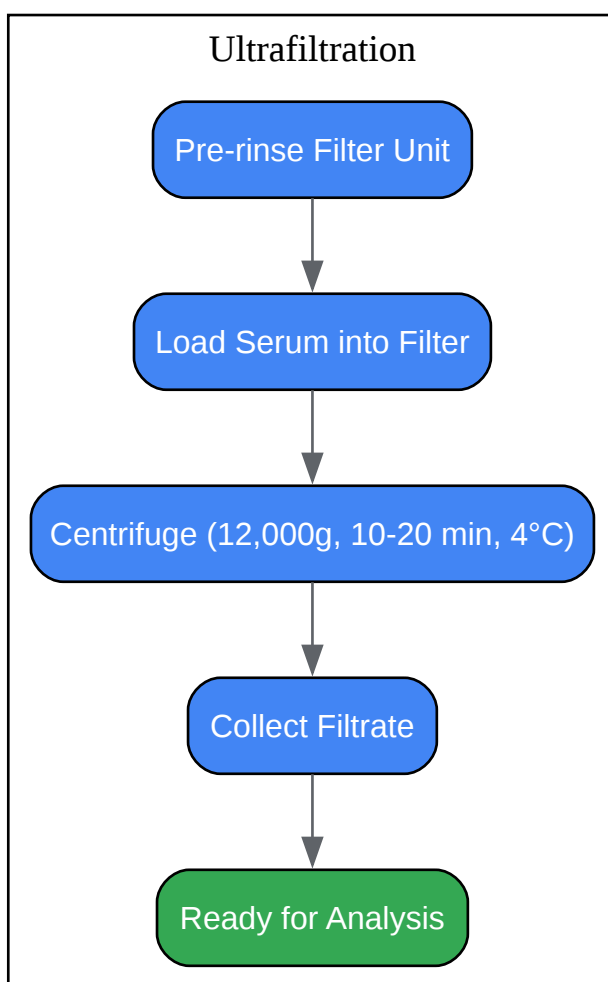 Ultrafiltration
Pre-rinse Filter Unit
Load Serum into Filter
Centrifuge (12,000g, 10-20 min, 4°C)
Collect Filtrate
Ready for Analysis